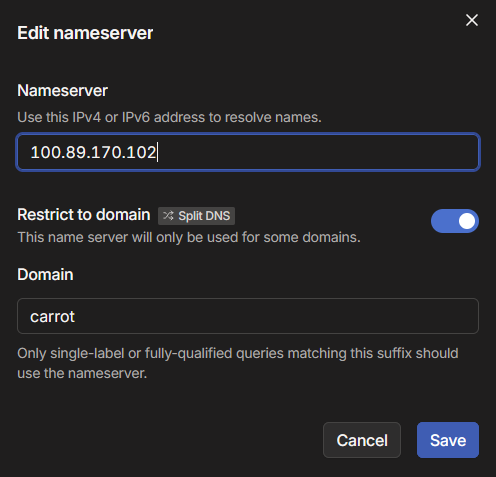 Edit nameserver
Nameserver
Use this IPv4 or IPv6 address to resolve names.
100.89.170.102
Restrict to domain Split DNS
This name server will only be used for some domains.
Domain
carrot
Only single-label or fully-qualified queries matching this suffix should
use the nameserver.
Cancel Save